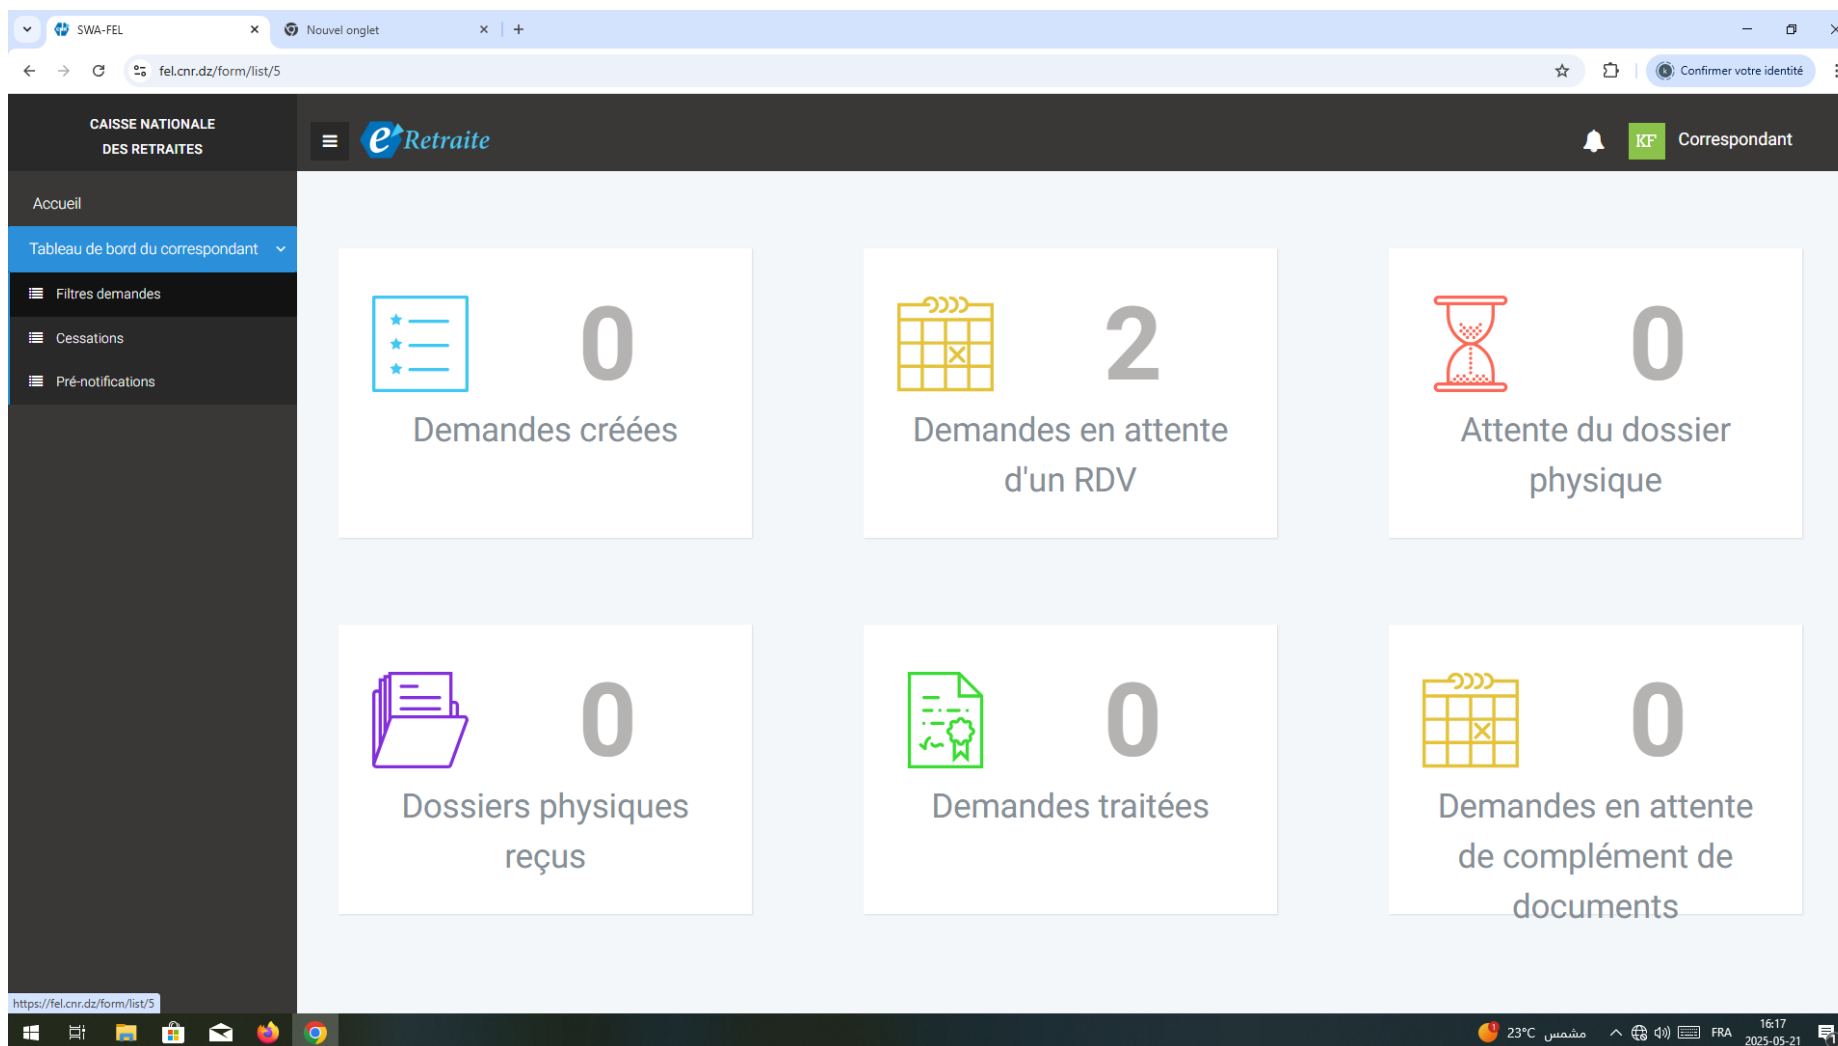 SWA-FEL
Nouvel onglet
fel.cnr.dz/form/list/5
Confirmer votre identité
CAISSE NATIONALE
DES RETRAITES
e Retraite
KF
Correspondant
Accueil
Tableau de bord du correspondant
Filtres demandes
Cessations
Pré-notifications
0
Demandes créées
2
Demandes en attente
d'un RDV
0
Attente du dossier
physique
0
Dossiers physiques
reçus
0
Demandes traitées
0
Demandes en attente
de complément de
documents
https://fel.cnr.dz/form/list/5
1
23°C مشمس
FRA
16:17
2025-05-21